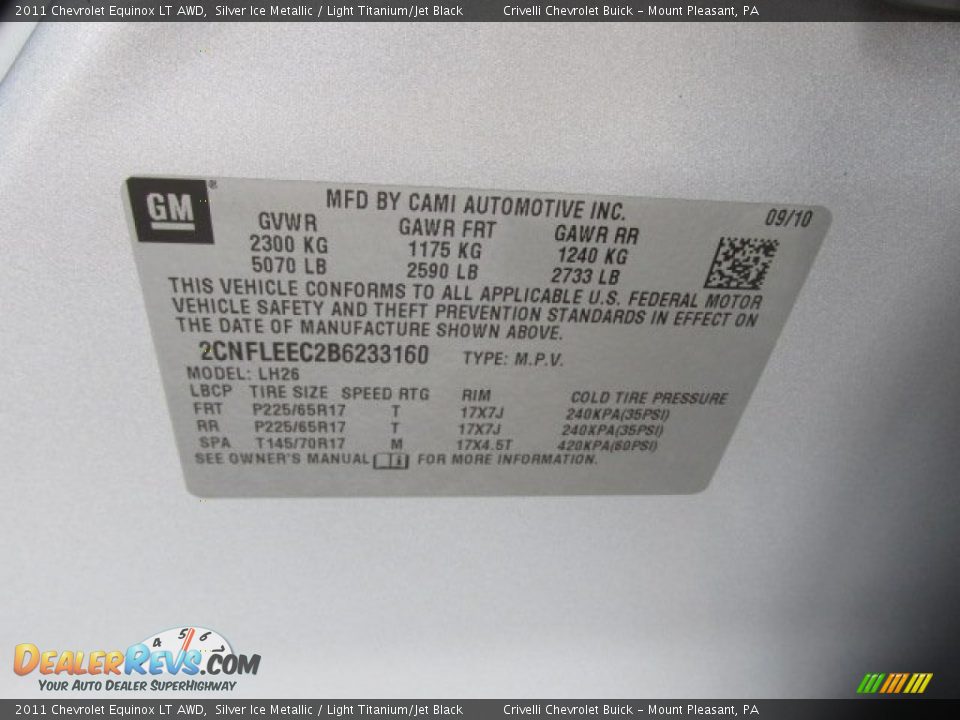 2011 Chevrolet Equinox LT AWD, Silver Ice Metallic / Light Titanium/Jet Black Crivelli Chevrolet Buick - Mount Pleasant, PA
GM ®
MFD BY CAMI AUTOMOTIVE INC. 09/10
GVWR GAWR FRT GAWR RR
2300 KG 1175 KG 1240 KG
5070 LB 2590 LB 2733 LB
THIS VEHICLE CONFORMS TO ALL APPLICABLE U.S. FEDERAL MOTOR
VEHICLE SAFETY AND THEFT PREVENTION STANDARDS IN EFFECT ON
THE DATE OF MANUFACTURE SHOWN ABOVE.
2CNFLEEC2B6233160 TYPE: M.P.V.
MODEL: LH26
LBCP TIRE SIZE SPEED RTG RIM COLD TIRE PRESSURE
FRT P225/65R17 T 17X7J 240KPA(35PSI)
RR P225/65R17 T 17X7J 240KPA(35PSI)
SPA T145/70R17 M 17X4.5T 420KPA(60PSI)
SEE OWNER'S MANUAL FOR MORE INFORMATION.
4 5 6
DEALERREVS.COM
YOUR AUTO DEALER SUPERHIGHWAY
2011 Chevrolet Equinox LT AWD, Silver Ice Metallic / Light Titanium/Jet Black Crivelli Chevrolet Buick - Mount Pleasant, PA